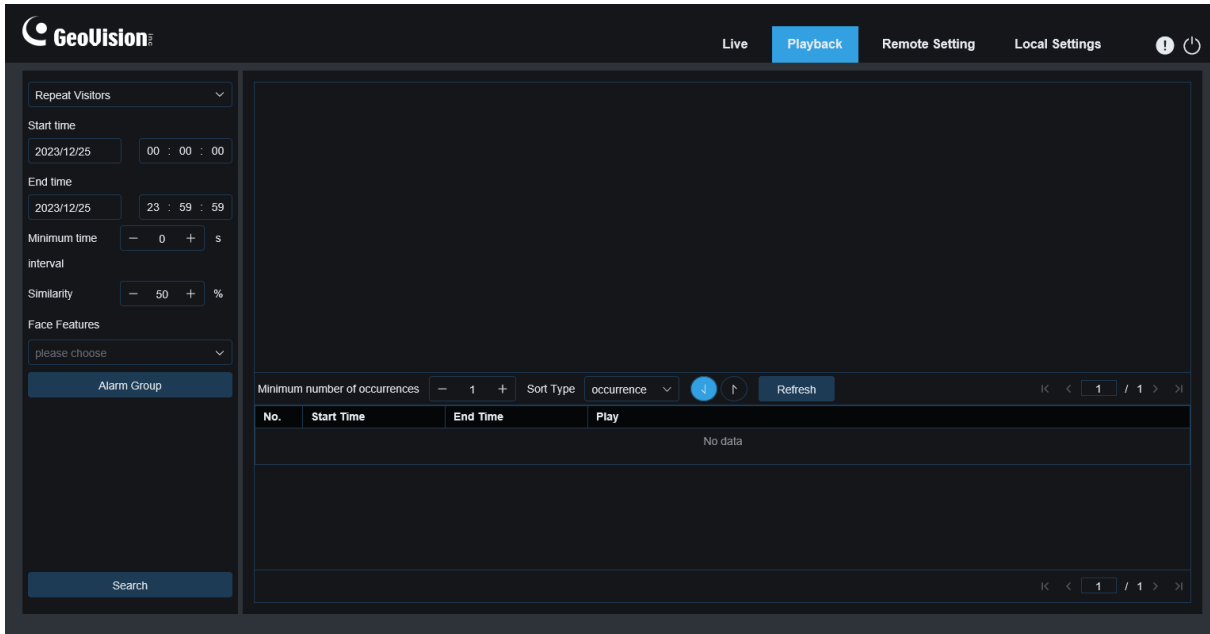 GeoVision Inc
Live Playback Remote Setting Local Settings
Repeat Visitors
Start time
2023/12/25 00 : 00 : 00
End time
2023/12/25 23 : 59 : 59
Minimum time interval − 0 + s
Similarity − 50 + %
Face Features
please choose
Alarm Group
Search
Minimum number of occurrences − 1 + Sort Type occurrence Refresh 1 / 1
No. Start Time End Time Play
No data
1 / 1